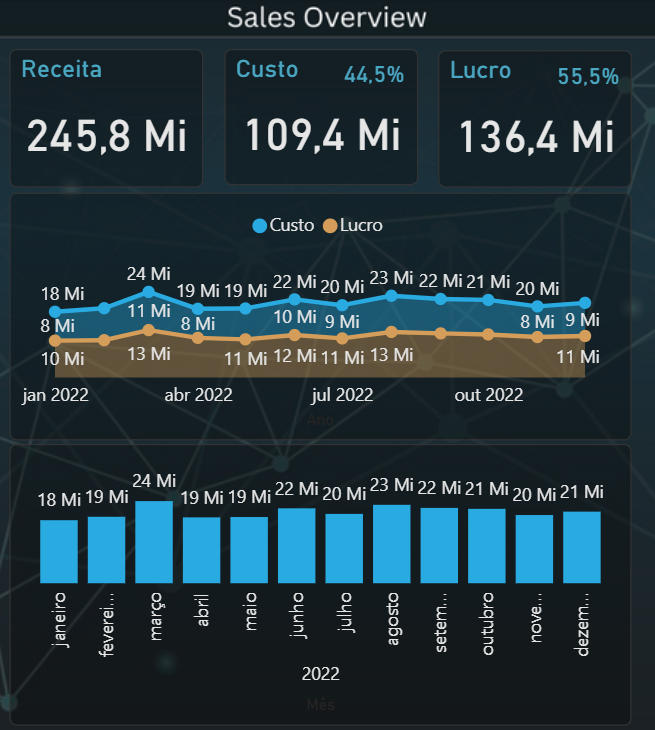 Sales Overview
Receita
245,8 Mi
Custo 44,5%
109,4 Mi
Lucro 55,5%
136,4 Mi
Custo Lucro
18 Mi 24 Mi 19 Mi 19 Mi 22 Mi 20 Mi 23 Mi 22 Mi 21 Mi 20 Mi
8 Mi 11 Mi 8 Mi 10 Mi 9 Mi 8 Mi 9 Mi
10 Mi 13 Mi 11 Mi 12 Mi 11 Mi 13 Mi 11 Mi
jan 2022 abr 2022 jul 2022 out 2022
Ano
18 Mi 19 Mi 24 Mi 19 Mi 19 Mi 22 Mi 20 Mi 23 Mi 22 Mi 21 Mi 20 Mi 21 Mi
janeiro feverei... março abril maio junho julho agosto setem... outubro nove... dezem...
2022
Mês